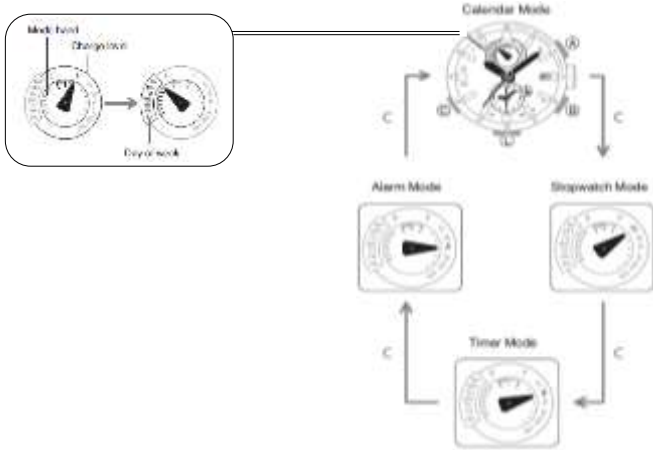 Calendar Mode
Mode hand
Charge level
Day of week
A
B
C
L
C
C
Alarm Mode
Stopwatch Mode
C
C
Timer Mode